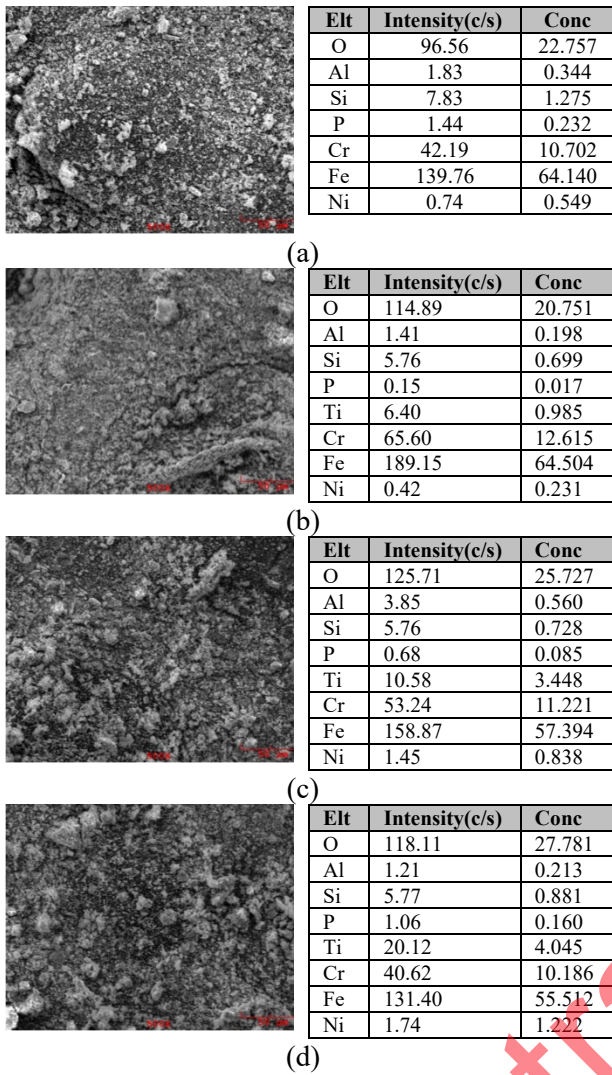 Elt Intensity(c/s) Conc
O 96.56 22.757
Al 1.83 0.344
Si 7.83 1.275
P 1.44 0.232
Cr 42.19 10.702
Fe 139.76 64.140
Ni 0.74 0.549
(a)
Elt Intensity(c/s) Conc
O 114.89 20.751
Al 1.41 0.198
Si 5.76 0.699
P 0.15 0.017
Ti 6.40 0.985
Cr 65.60 12.615
Fe 189.15 64.504
Ni 0.42 0.231
(b)
Elt Intensity(c/s) Conc
O 125.71 25.727
Al 3.85 0.560
Si 5.76 0.728
P 0.68 0.085
Ti 10.58 3.448
Cr 53.24 11.221
Fe 158.87 57.394
Ni 1.45 0.838
(c)
Elt Intensity(c/s) Conc
O 118.11 27.781
Al 1.21 0.213
Si 5.77 0.881
P 1.06 0.160
Ti 20.12 4.045
Cr 40.62 10.186
Fe 131.40 55.512
Ni 1.74 1.222
(d)